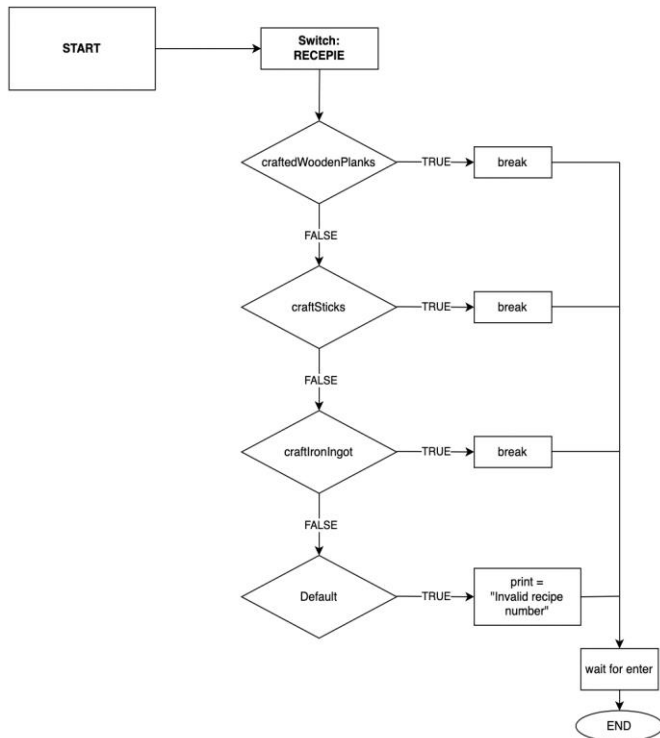 START
Switch:
RECEPIE
craftedWoodenPlanks
TRUE
break
FALSE
craftSticks
TRUE
break
FALSE
craftIronIngot
TRUE
break
FALSE
Default
TRUE
print =
"Invalid recipe
number"
wait for enter
END